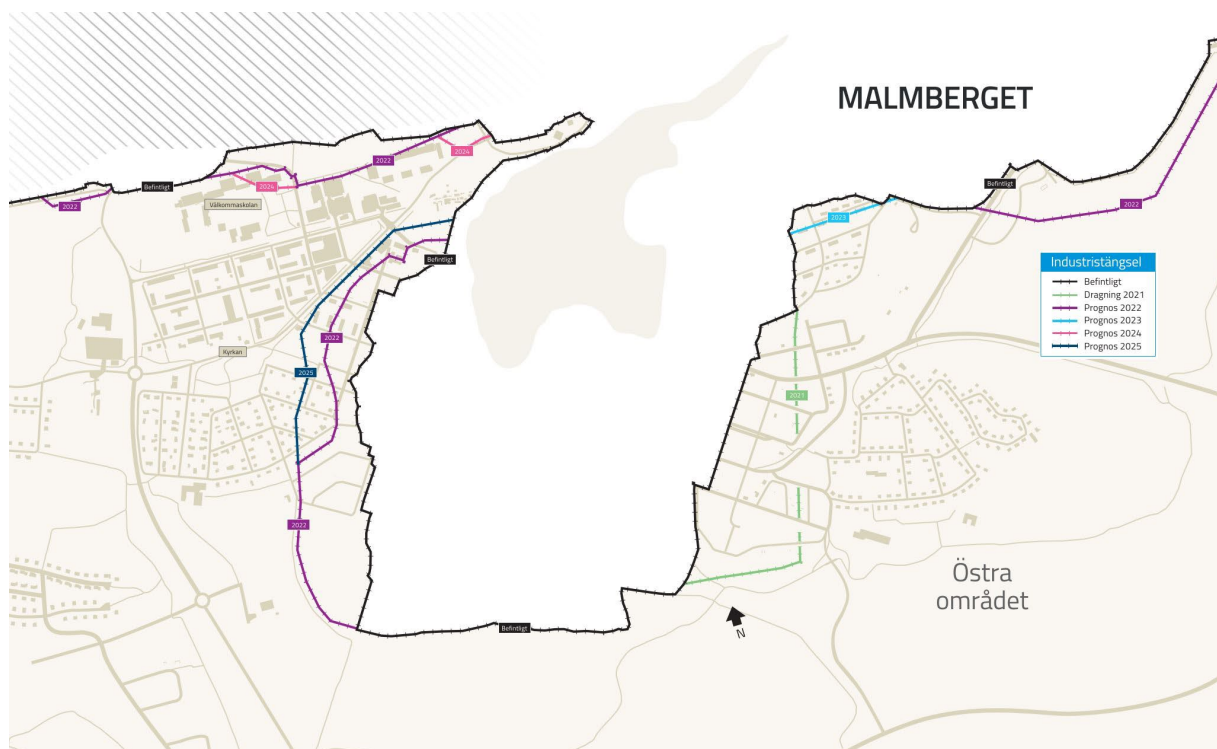 MALMBERGET
2024
2022
Befintligt
2024
Välkommaskolan
2022
Befintligt
2023
2022
Befintligt
Industristängsel
Befintligt
Dragning 2021
Prognos 2022
Prognos 2023
Prognos 2024
Prognos 2025
2022
Kyrkan
2025
2021
2022
Östra
området
Befintligt
N